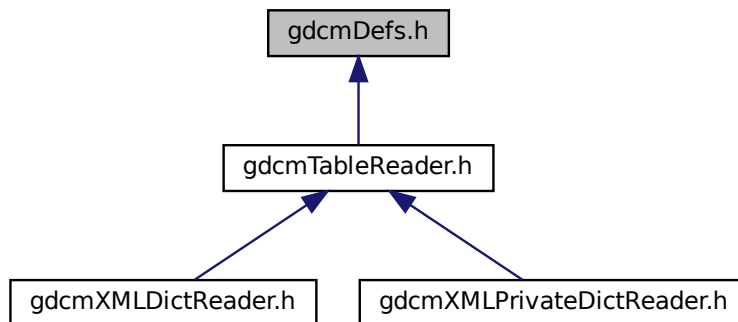 gdcmDefs.h
gdcmTableReader.h
gdcmXMLDictReader.h
gdcmXMLPrivateDictReader.h